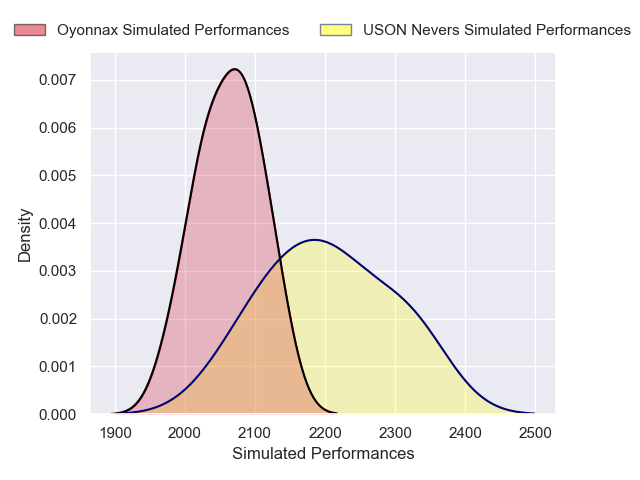 Oyonnax Simulated Performances USON Nevers Simulated Performances
0.007
0.006
0.005
0.004
0.003
0.002
0.001
0.000
Density
1900 2000 2100 2200 2300 2400 2500
Simulated Performances